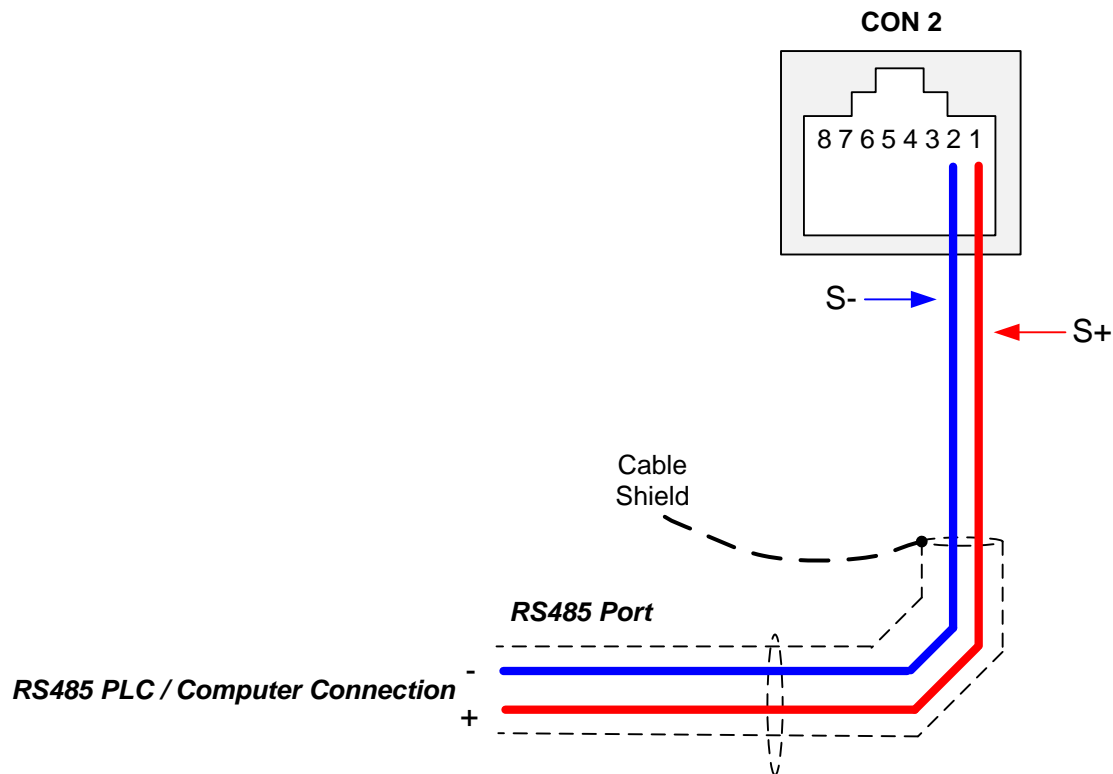 CON 2
8 7 6 5 4 3 2 1
S-
S+
Cable
Shield
RS485 Port
-
RS485 PLC / Computer Connection
+